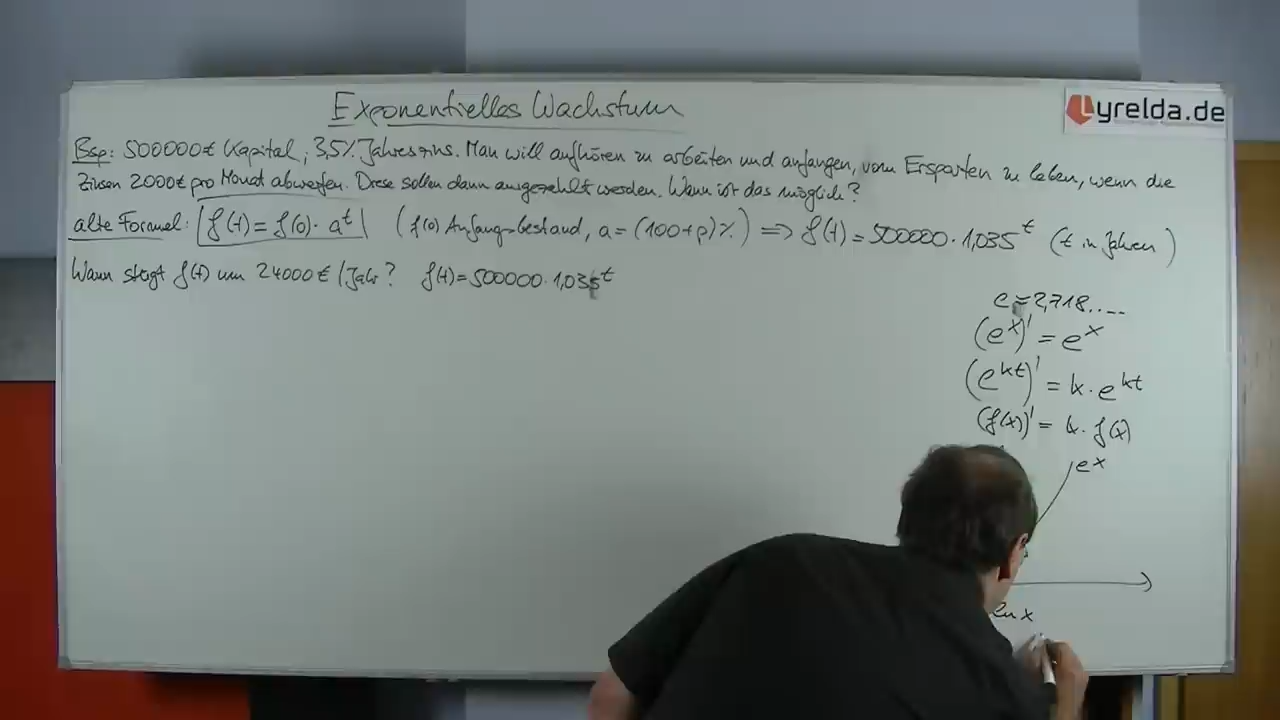 Exponentielles Wachstum
Lyrelda.de
Bsp: 500000€ Kapital, 3,5% Jahreszins. Man will aufhören zu arbeiten und anfangen, vom Ersparten zu leben, wenn die
Zinsen 2000€ pro Monat abwerfen. Diese sollen dann ausgezahlt werden. Wann ist das möglich?
alte Formel: f(t) = f(0) · a^t (f(0) Anfangsbestand, a = (100+p)%) => f(t) = 500000 · 1,035^t (t in Jahren)
Wann steigt f(t) um 24000€/Jahr? f(t) = 500000 · 1,035^t
e ≈ 2,718....
(e^x)' = e^x
(e^kt)' = k · e^kt
(f(x))' = k · f(x)
e^x
ln x